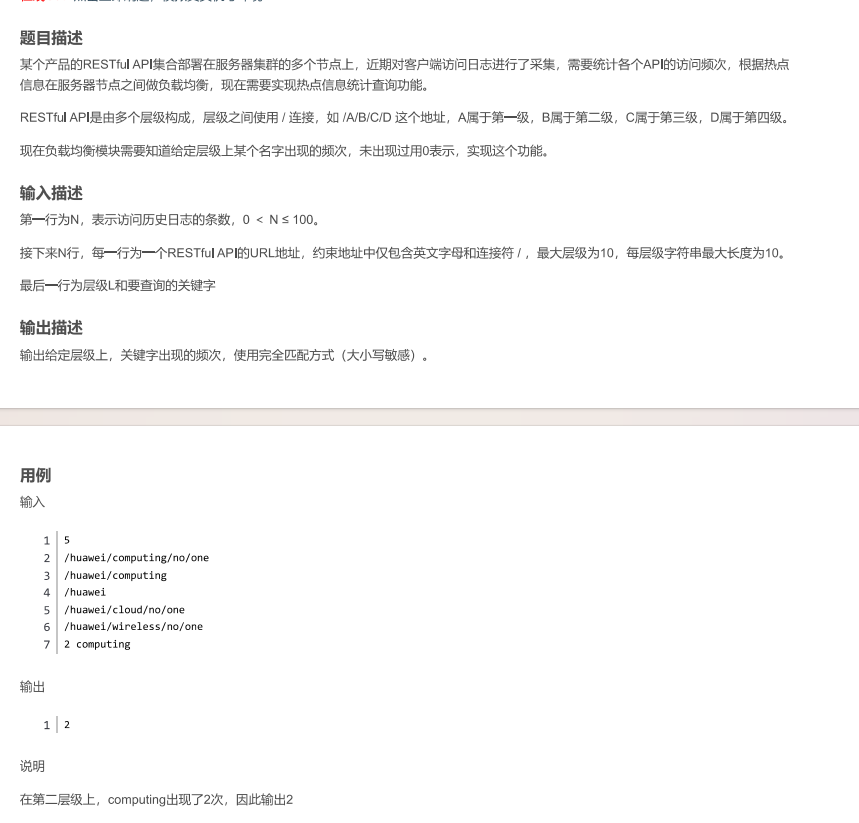 题目描述
某个产品的RESTful API集合部署在服务器集群的多个节点上，近期对客户端访问日志进行了采集，需要统计各个API的访问频次，根据热点
信息在服务器节点之间做负载均衡，现在需要实现热点信息统计查询功能。
RESTful API是由多个层级构成，层级之间使用 / 连接，如 /A/B/C/D 这个地址，A属于第一级，B属于第二级，C属于第三级，D属于第四级。
现在负载均衡模块需要知道给定层级上某个名字出现的频次，未出现过用0表示，实现这个功能。
输入描述
第一行为N，表示访问历史日志的条数，0 < N ≤ 100。
接下来N行，每一行为一个RESTful API的URL地址，约束地址中仅包含英文字母和连接符 / ，最大层级为10，每层级字符串最大长度为10。
最后一行为层级L和要查询的关键字
输出描述
输出给定层级上，关键字出现的频次，使用完全匹配方式（大小写敏感）。
用例
输入
1 5
2 /huawei/computing/no/one
3 /huawei/computing
4 /huawei
5 /huawei/cloud/no/one
6 /huawei/wireless/no/one
7 2 computing
输出
1 2
说明
在第二层级上，computing出现了2次，因此输出2